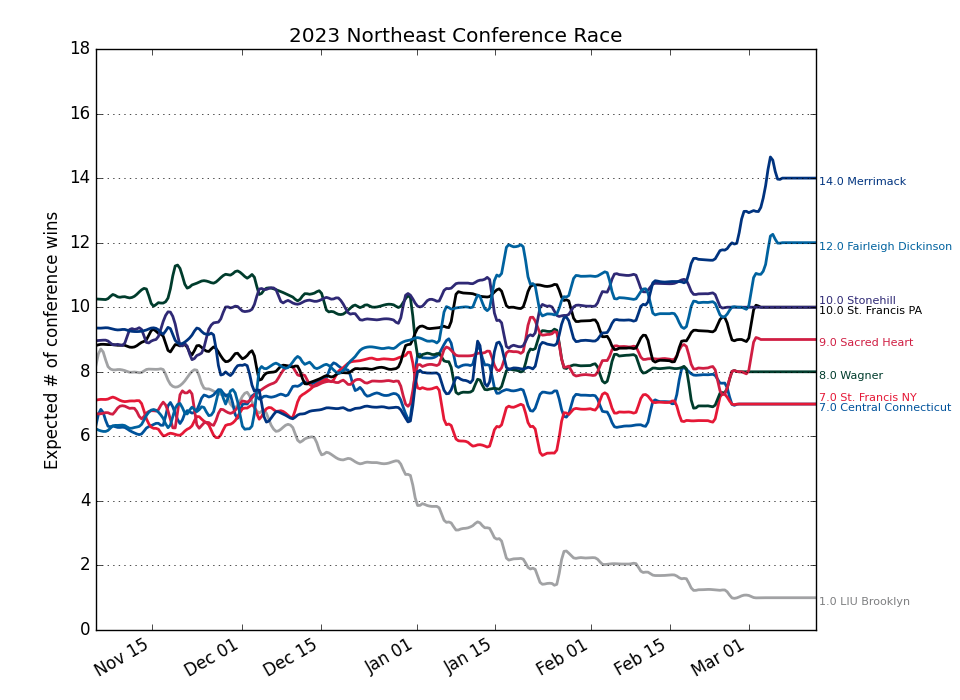 2023 Northeast Conference Race
Expected # of conference wins
18
16
14
12
10
8
6
4
2
0
14.0 Merrimack
12.0 Fairleigh Dickinson
10.0 Stonehill
10.0 St. Francis PA
9.0 Sacred Heart
8.0 Wagner
7.0 St. Francis NY
7.0 Central Connecticut
1.0 LIU Brooklyn
Nov 15
Dec 01
Dec 15
Jan 01
Jan 15
Feb 01
Feb 15
Mar 01